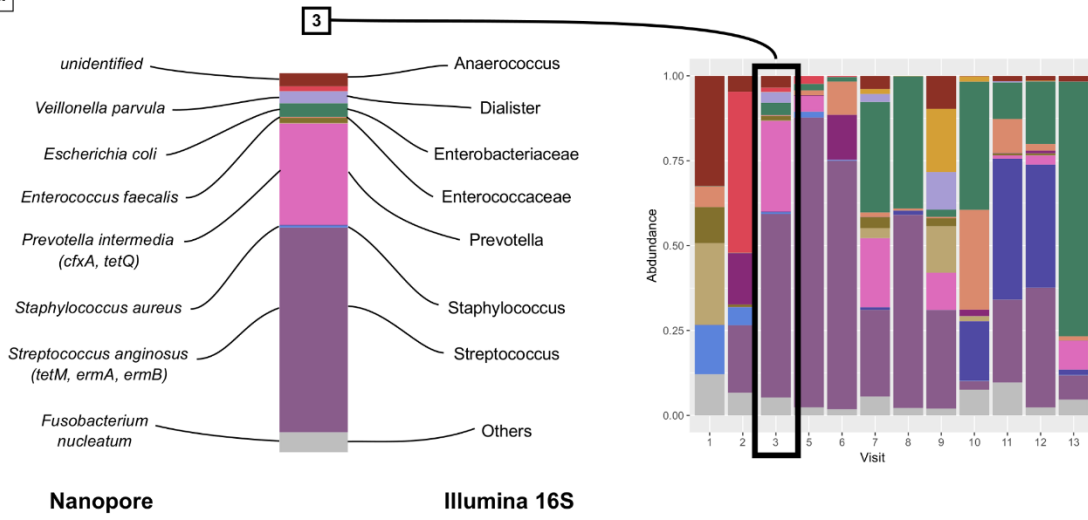 3
unidentified
Veillonella parvula
Escherichia coli
Enterococcus faecalis
Prevotella intermedia
(cfxA, tetQ)
Staphylococcus aureus
Streptococcus anginosus
(tetM, ermA, ermB)
Fusobacterium
nucleatum
Anaerococcus
Dialister
Enterobacteriaceae
Enterococcaceae
Prevotella
Staphylococcus
Streptococcus
Others
Nanopore
Illumina 16S
Abdundance
1.00
0.75
0.50
0.25
0.00
1 2 3 5 6 7 8 9 10 11 12 13
Visit